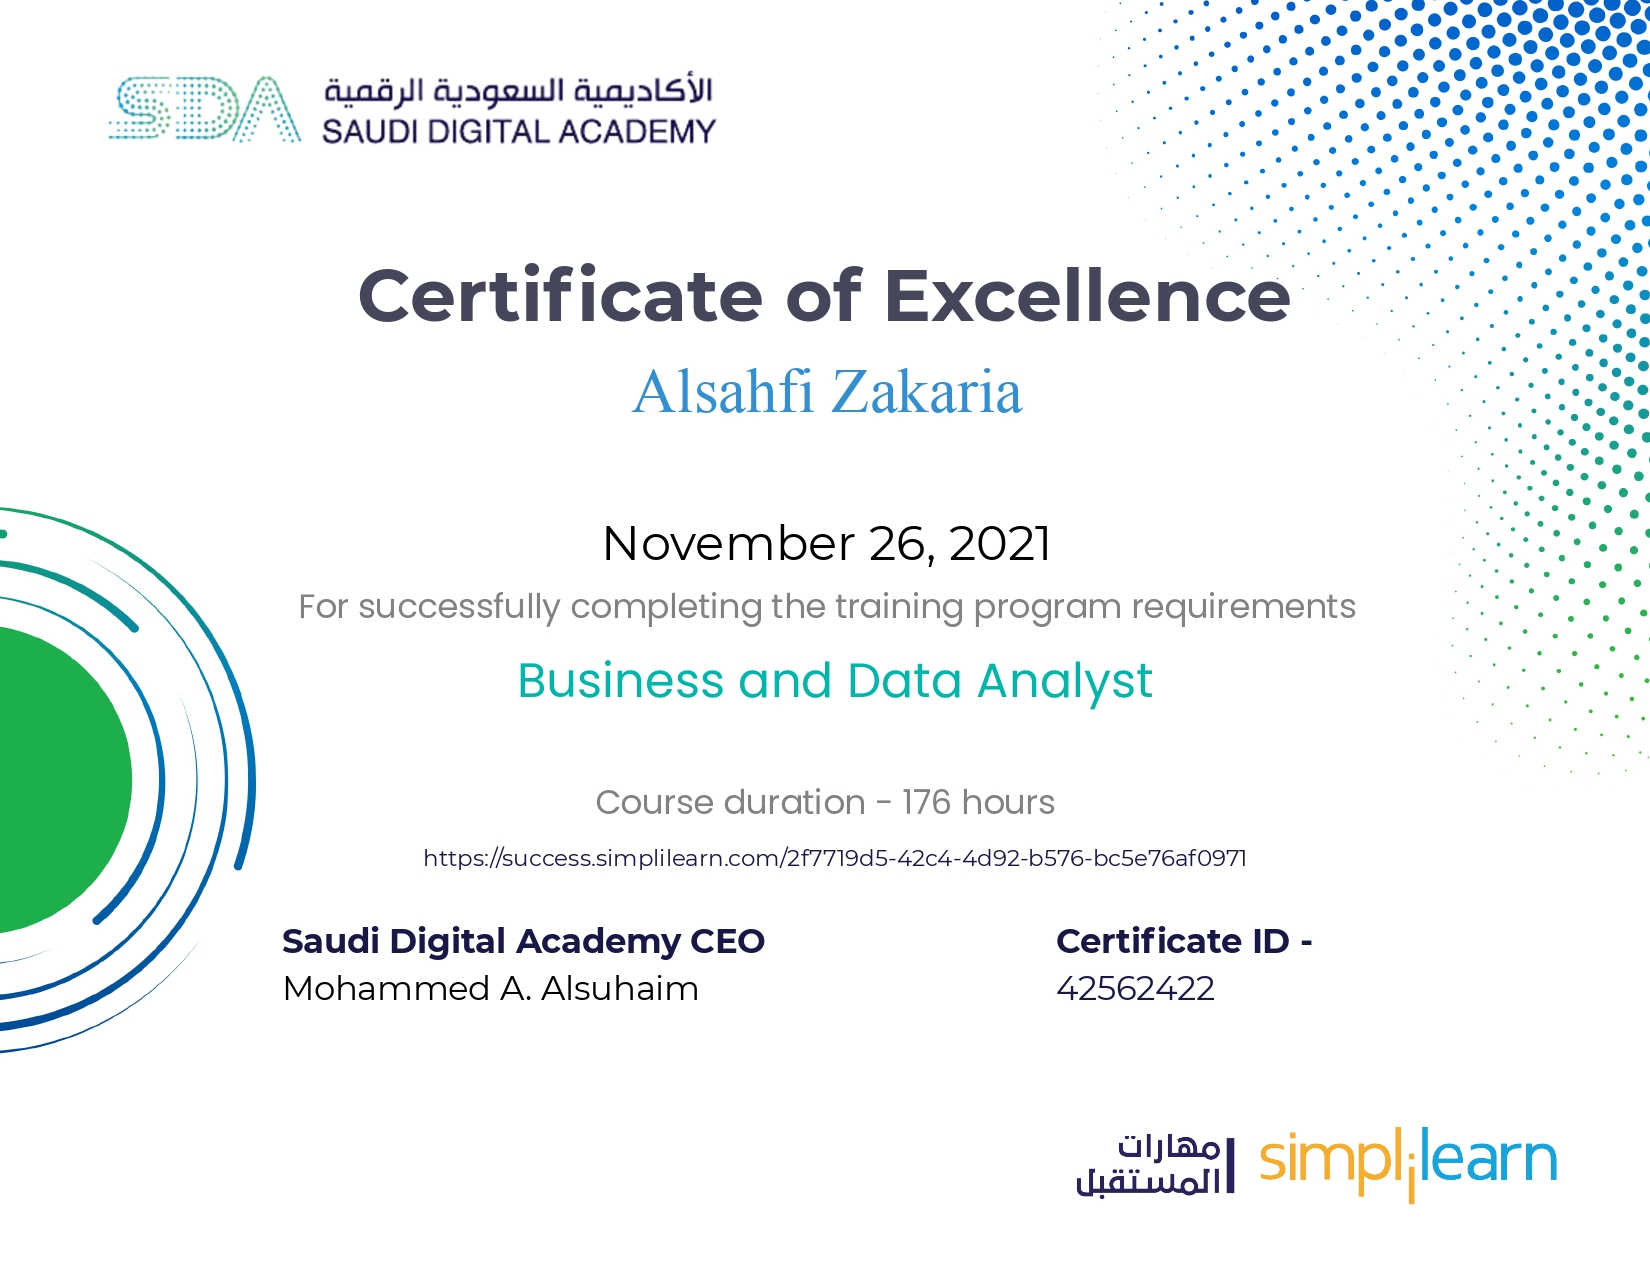 SDA
الأكاديمية السعودية الرقمية
SAUDI DIGITAL ACADEMY
Certificate of Excellence
Alsahfi Zakaria
November 26, 2021
For successfully completing the training program requirements
Business and Data Analyst
Course duration - 176 hours
https://success.simplilearn.com/2f7719d5-42c4-4d92-b576-bc5e76af0971
Saudi Digital Academy CEO
Mohammed A. Alsuhaim
Certificate ID -
42562422
مهارات
المستقبل
simplilearn